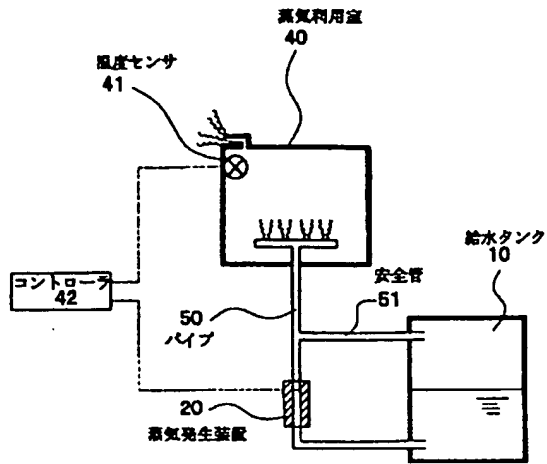 蒸気利用室
40
温度センサ
41
給水タンク
10
コントローラ
42
安全管
51
50
パイプ
20
蒸気発生装置